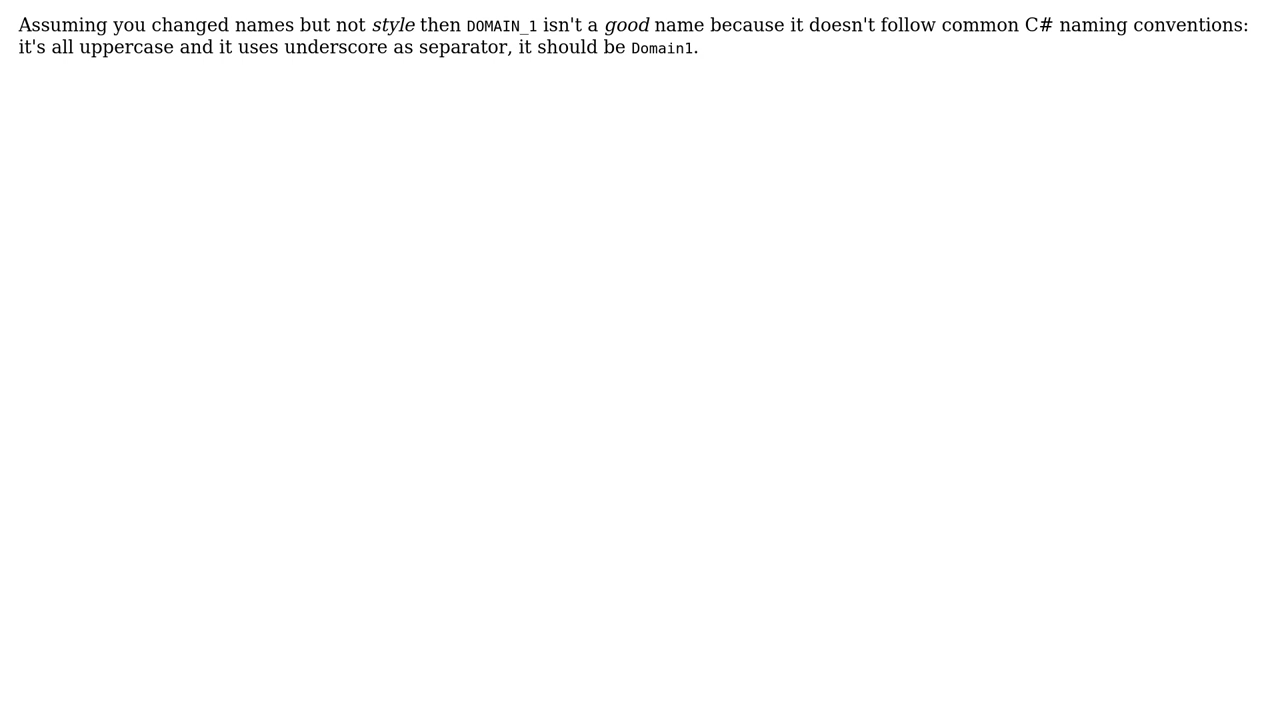 Assuming you changed names but not style then DOMAIN_1 isn't a good name because it doesn't follow common C# naming conventions:
it's all uppercase and it uses underscore as separator, it should be Domain1.